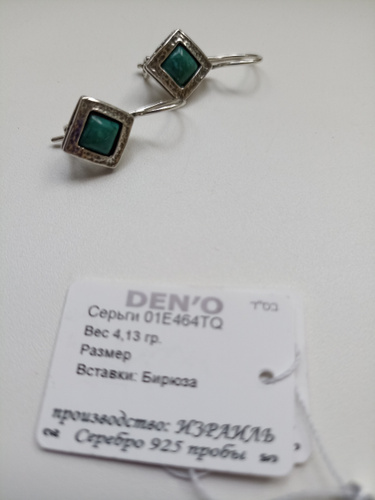 DEN'O
בס"ד
Серьги 01E464TQ
Вес 4,13 гр.
Размер
Вставки: Бирюза
производство: ИЗРАИЛЬ
Серебро 925 пробы